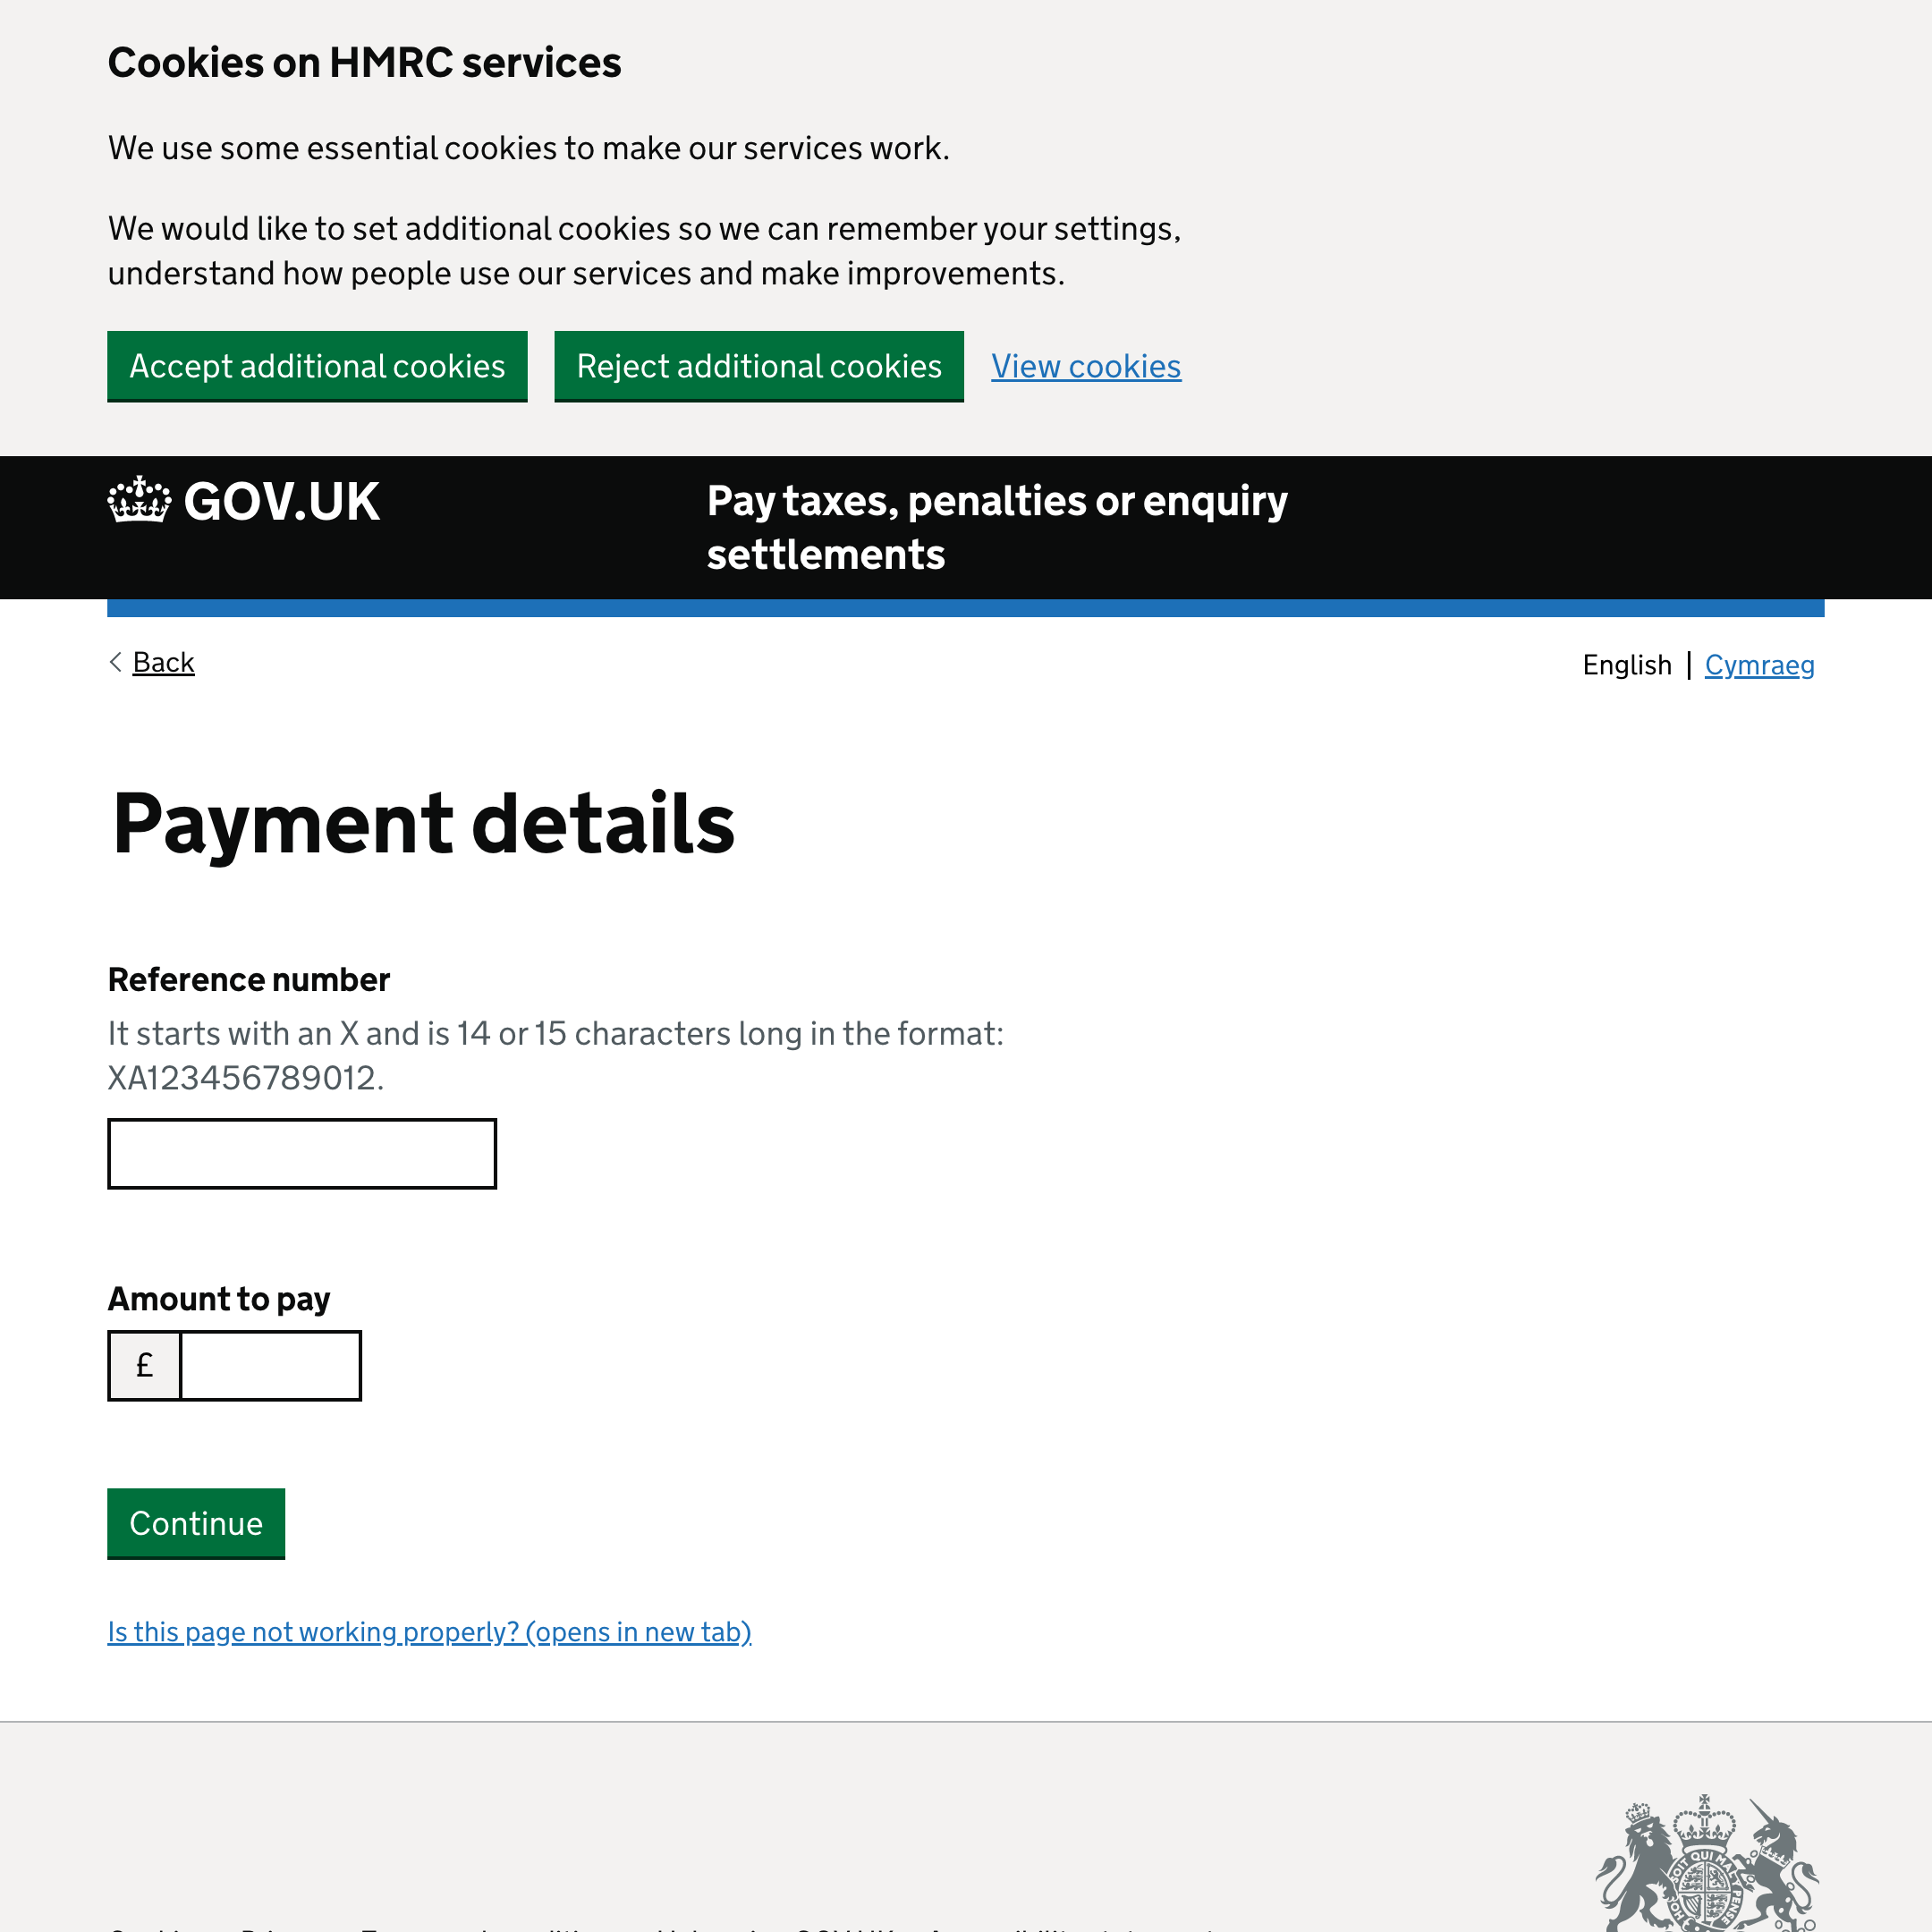 Cookies on HMRC services
We use some essential cookies to make our services work.
We would like to set additional cookies so we can remember your settings,
understand how people use our services and make improvements.
Accept additional cookies
Reject additional cookies
View cookies
GOV.UK
Pay taxes, penalties or enquiry
settlements
Back
English | Cymraeg
Payment details
Reference number
It starts with an X and is 14 or 15 characters long in the format:
XA123456789012.
Amount to pay
£
Continue
Is this page not working properly? (opens in new tab)